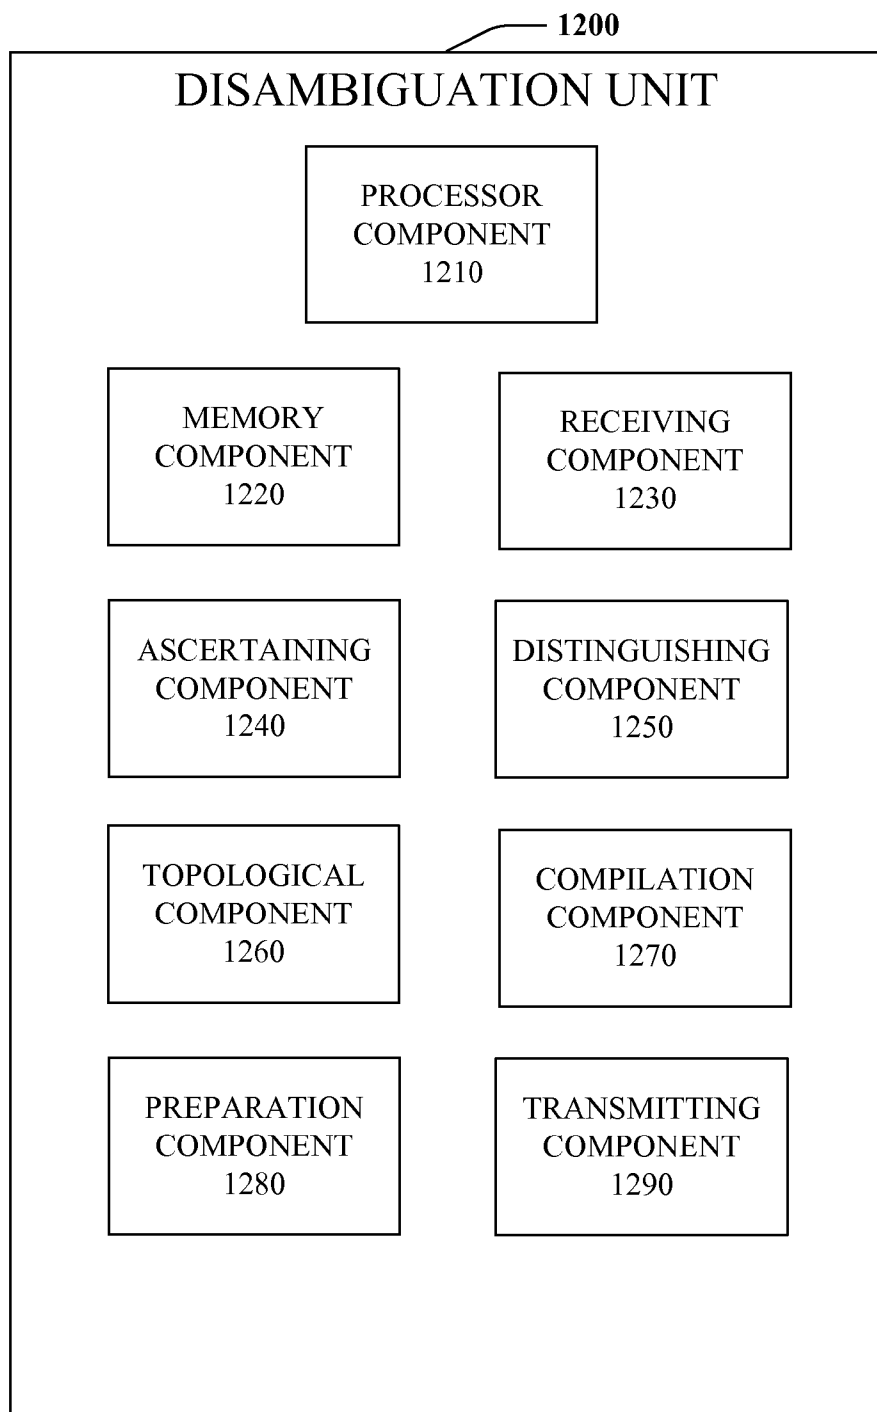 1200
DISAMBIGUATION UNIT
PROCESSOR
COMPONENT
1210
MEMORY
COMPONENT
1220
RECEIVING
COMPONENT
1230
ASCERTAINING
COMPONENT
1240
DISTINGUISHING
COMPONENT
1250
TOPOLOGICAL
COMPONENT
1260
COMPILATION
COMPONENT
1270
PREPARATION
COMPONENT
1280
TRANSMITTING
COMPONENT
1290